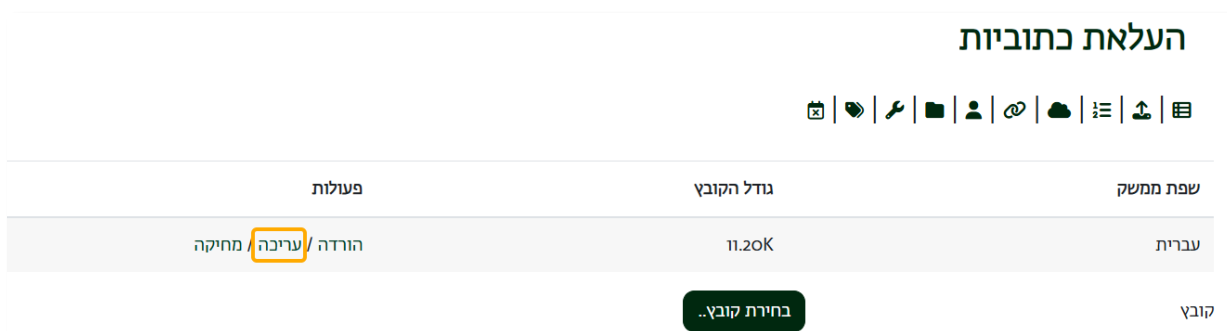 העלאת כתוביות
שפת ממשק גודל הקובץ פעולות
עברית 11.20K הורדה / עריכה / מחיקה
קובץ בחירת קובץ..